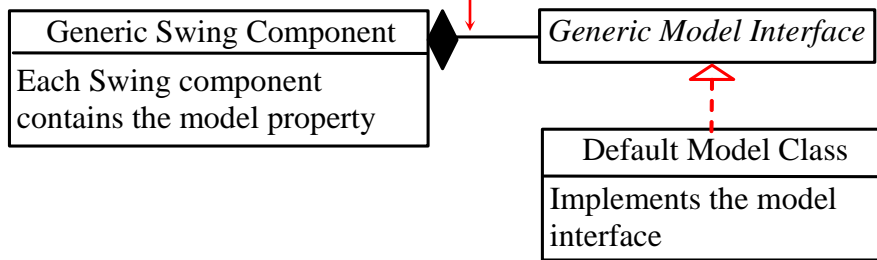 Generic Swing Component
Each Swing component
contains the model property
Generic Model Interface
Default Model Class
Implements the model
interface